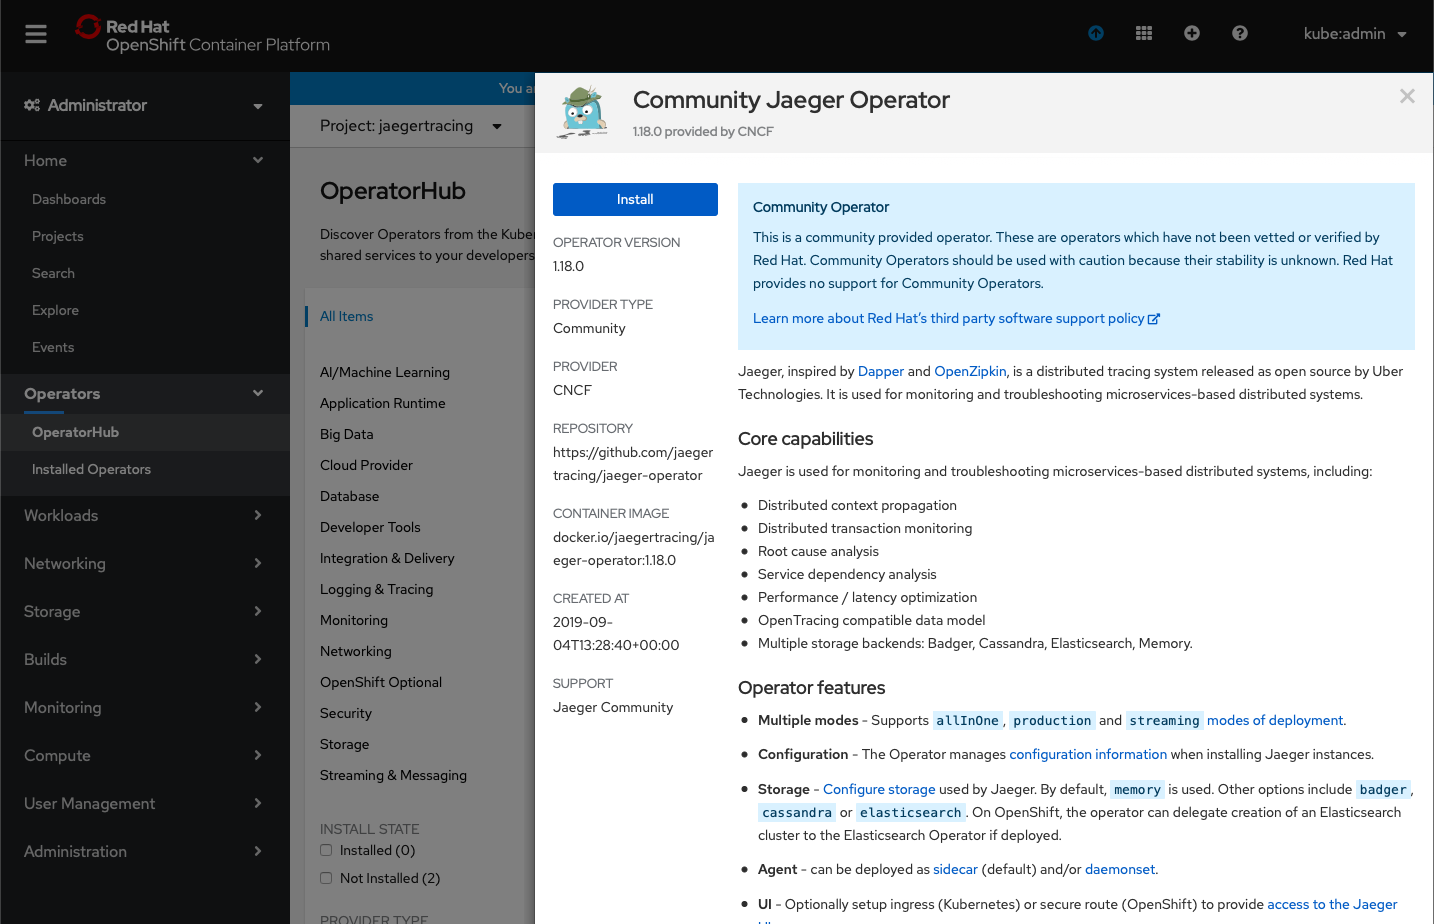 Red Hat
OpenShift Container Platform
kube:admin
Administrator
Home
Dashboards
Projects
Search
Explore
Events
Operators
OperatorHub
Installed Operators
Workloads
Networking
Storage
Builds
Monitoring
Compute
User Management
Administration
You
Project: jaegertracing
OperatorHub
Discover Operators from the
shared services to your developers
All Items
AI/Machine Learning
Application Runtime
Big Data
Cloud Provider
Database
Developer Tools
Integration & Delivery
Logging & Tracing
Monitoring
Networking
OpenShift Optional
Security
Storage
Streaming & Messaging
INSTALL STATE
Installed (0)
Not Installed (2)
PROVIDER TYPE
Community Jaeger Operator
1.18.0 provided by CNCF
Install
OPERATOR VERSION
1.18.0
PROVIDER TYPE
Community
PROVIDER
CNCF
REPOSITORY
https://github.com/jaeger
tracing/jaeger-operator
CONTAINER IMAGE
docker.io/jaegertracing/ja
eger-operator:1.18.0
CREATED AT
2019-09-
04T13:28:40+00:00
SUPPORT
Jaeger Community
Community Operator
This is a community provided operator. These are operators which have not been vetted or verified by
Red Hat. Community Operators should be used with caution because their stability is unknown. Red Hat
provides no support for Community Operators.
Learn more about Red Hat's third party software support policy
Jaeger, inspired by Dapper and OpenZipkin, is a distributed tracing system released as open source by Uber
Technologies. It is used for monitoring and troubleshooting microservices-based distributed systems.
Core capabilities
Jaeger is used for monitoring and troubleshooting microservices-based distributed systems, including:
• Distributed context propagation
• Distributed transaction monitoring
• Root cause analysis
• Service dependency analysis
• Performance / latency optimization
• OpenTracing compatible data model
• Multiple storage backends: Badger, Cassandra, Elasticsearch, Memory.
Operator features
• Multiple modes - Supports allInOne, production and streaming modes of deployment.
• Configuration - The Operator manages configuration information when installing Jaeger instances.
• Storage - Configure storage used by Jaeger. By default, memory is used. Other options include badger,
cassandra or elasticsearch. On OpenShift, the operator can delegate creation of an Elasticsearch
cluster to the Elasticsearch Operator if deployed.
• Agent - can be deployed as sidecar (default) and/or daemonset.
• UI - Optionally setup ingress (Kubernetes) or secure route (OpenShift) to provide access to the Jaeger